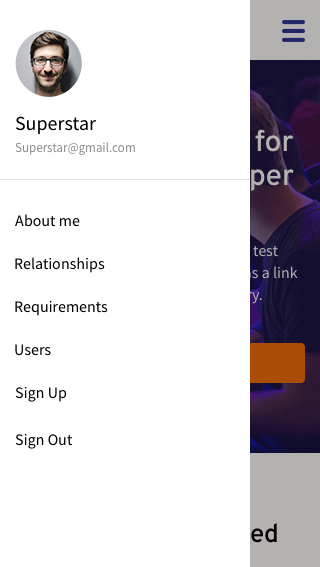 Superstar
Superstar@gmail.com
for
per
About me
test
Relationships
s a link
Requirements
y.
Users
Sign Up
Sign Out
ed